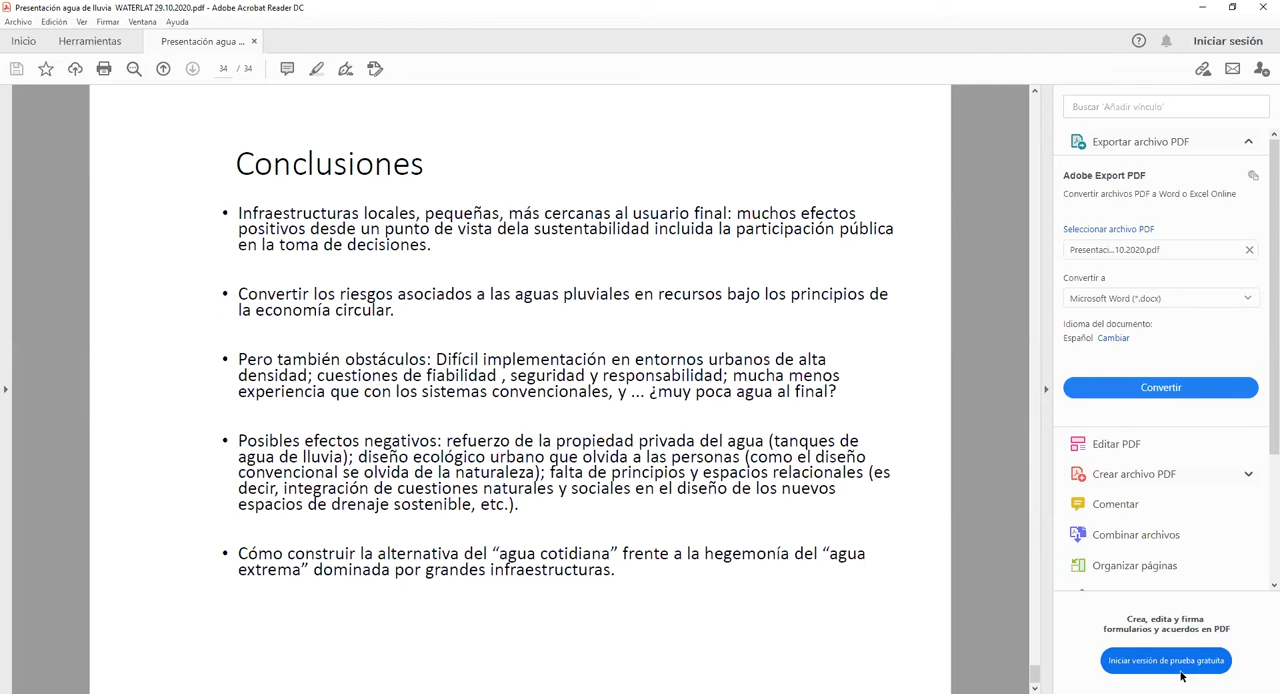 Presentación agua de lluvia  WATERLAT 29.10.2020.pdf - Adobe Acrobat Reader DC
Archivo Edición Ver Firmar Ventana Ayuda
Inicio Herramientas Presentación agua ... × Iniciar sesión
34 / 34
Conclusiones
• Infraestructuras locales, pequeñas, más cercanas al usuario final: muchos efectos
positivos desde un punto de vista dela sustentabilidad incluida la participación pública
en la toma de decisiones.
• Convertir los riesgos asociados a las aguas pluviales en recursos bajo los principios de
la economía circular.
• Pero también obstáculos: Difícil implementación en entornos urbanos de alta
densidad; cuestiones de fiabilidad , seguridad y responsabilidad; mucha menos
experiencia que con los sistemas convencionales, y ... ¿muy poca agua al final?
• Posibles efectos negativos: refuerzo de la propiedad privada del agua (tanques de
agua de lluvia); diseño ecológico urbano que olvida a las personas (como el diseño
convencional se olvida de la naturaleza); falta de principios y espacios relacionales (es
decir, integración de cuestiones naturales y sociales en el diseño de los nuevos
espacios de drenaje sostenible, etc.).
• Cómo construir la alternativa del “agua cotidiana” frente a la hegemonía del “agua
extrema” dominada por grandes infraestructuras.
Buscar 'Añadir vínculo'
Exportar archivo PDF
Adobe Export PDF
Convertir archivos PDF a Word o Excel Online
Seleccionar archivo PDF
Presentaci...10.2020.pdf
Convertir a
Microsoft Word (*.docx)
Idioma del documento:
Español Cambiar
Convertir
Editar PDF
Crear archivo PDF
Comentar
Combinar archivos
Organizar páginas
Crea, edita y firma
formularios y acuerdos en PDF
Iniciar versión de prueba gratuita